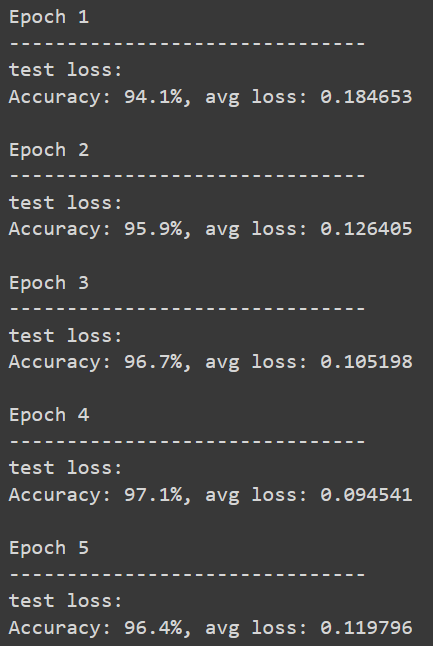 Epoch 1
-------------------------------
test loss:
Accuracy: 94.1%, avg loss: 0.184653

Epoch 2
-------------------------------
test loss:
Accuracy: 95.9%, avg loss: 0.126405

Epoch 3
-------------------------------
test loss:
Accuracy: 96.7%, avg loss: 0.105198

Epoch 4
-------------------------------
test loss:
Accuracy: 97.1%, avg loss: 0.094541

Epoch 5
-------------------------------
test loss:
Accuracy: 96.4%, avg loss: 0.119796